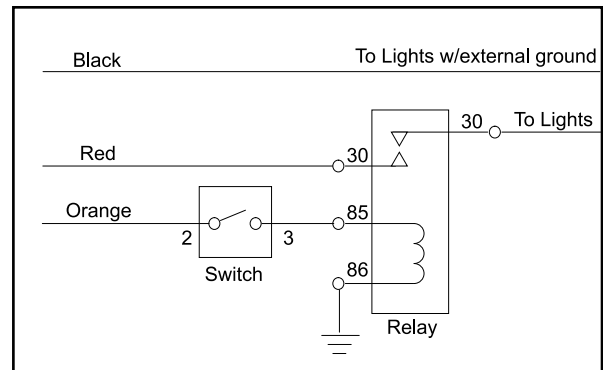 Black
To Lights w/external ground
30
To Lights
Red
30
Orange
85
2
3
86
Switch
Relay